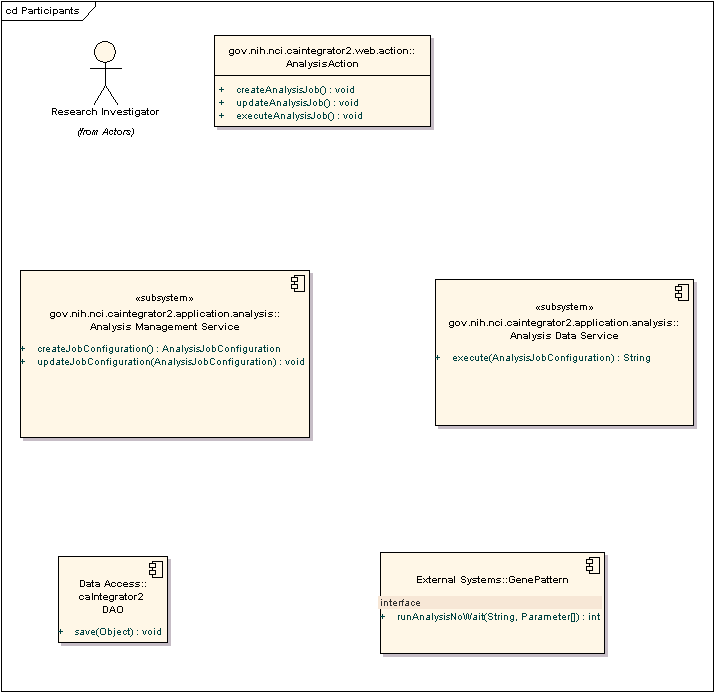 cd Participants
Research Investigator
(from Actors)
gov.nih.nci.caintegrator2.web.action::
AnalysisAction
+ createAnalysisJob() : void
+ updateAnalysisJob() : void
+ executeAnalysisJob() : void
«subsystem»
gov.nih.nci.caintegrator2.application.analysis::
Analysis Management Service
+ createJobConfiguration() : AnalysisJobConfiguration
+ updateJobConfiguration(AnalysisJobConfiguration) : void
«subsystem»
gov.nih.nci.caintegrator2.application.analysis::
Analysis Data Service
+ execute(AnalysisJobConfiguration) : String
Data Access::
caIntegrator2
DAO
+ save(Object) : void
External Systems::GenePattern
interface
+ runAnalysisNoWait(String, Parameter[]) : int